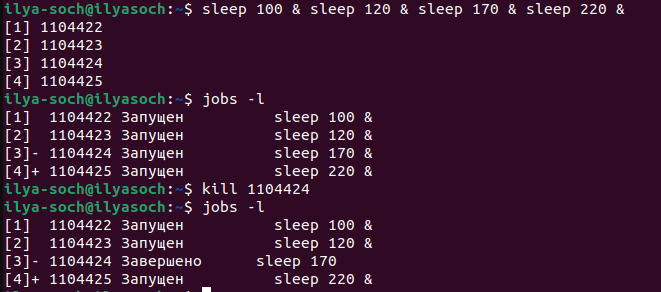 ilya-soch@ilyasoch:~$ sleep 100 & sleep 120 & sleep 170 & sleep 220 &
[1] 1104422
[2] 1104423
[3] 1104424
[4] 1104425
ilya-soch@ilyasoch:~$ jobs -l
[1]  1104422 Запущен          sleep 100 &
[2]  1104423 Запущен          sleep 120 &
[3]- 1104424 Запущен          sleep 170 &
[4]+ 1104425 Запущен          sleep 220 &
ilya-soch@ilyasoch:~$ kill 1104424
ilya-soch@ilyasoch:~$ jobs -l
[1]  1104422 Запущен          sleep 100 &
[2]  1104423 Запущен          sleep 120 &
[3]- 1104424 Завершено      sleep 170
[4]+ 1104425 Запущен          sleep 220 &